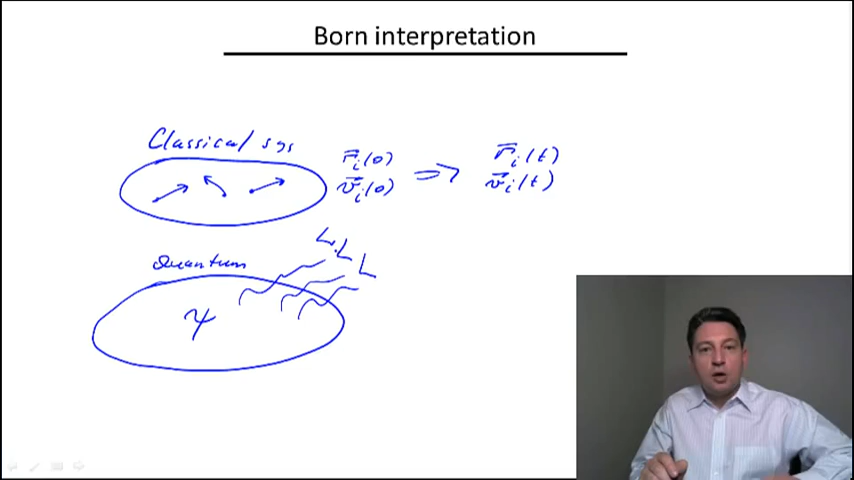 Born interpretation
Classical sys
r⃗ᵢ(0) ⇒ r⃗ᵢ(t)
v⃗ᵢ(0) v⃗ᵢ(t)
Quantum
ψ